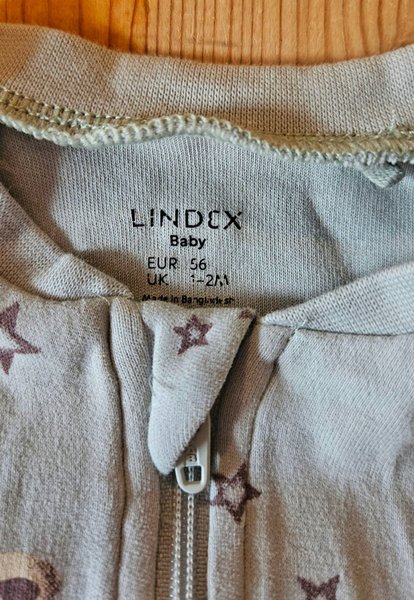 LINDEX
Baby
EUR 56
UK 1-2M
Made in Bangladesh